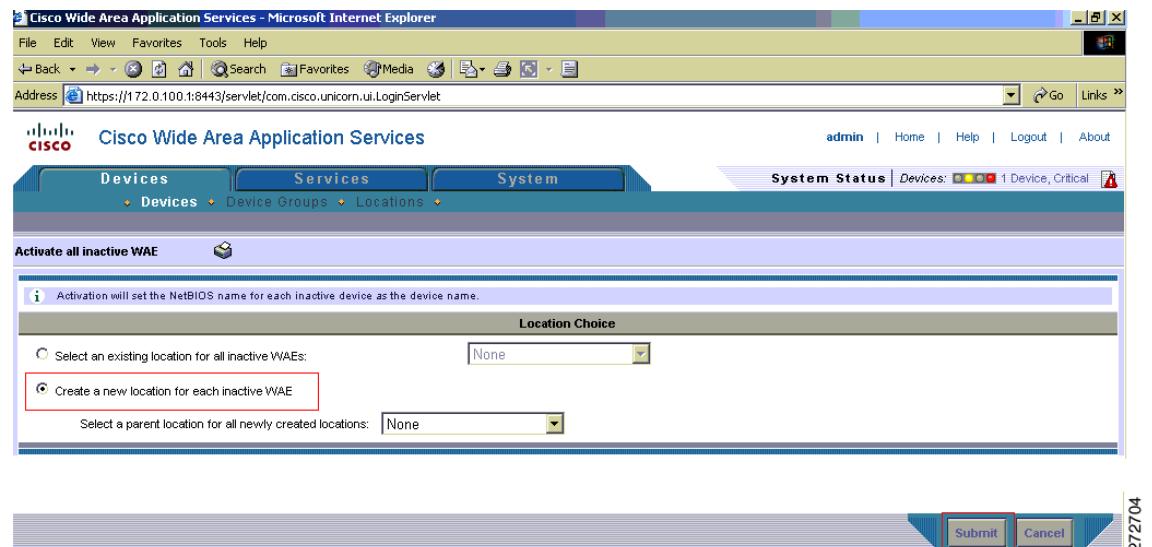 Cisco Wide Area Application Services - Microsoft Internet Explorer
File Edit View Favorites Tools Help
Back Search Favorites Media
Address https://172.0.100.1:8443/servlet/com.cisco.unicorn.ui.LoginServlet Go Links »
CISCO Cisco Wide Area Application Services admin | Home | Help | Logout | About
Devices Services System System Status | Devices: 1 Device, Critical
Devices Device Groups Locations
Activate all inactive WAE
i Activation will set the NetBIOS name for each inactive device as the device name.
Location Choice
Select an existing location for all inactive WAEs: None
Create a new location for each inactive WAE
Select a parent location for all newly created locations: None
Submit Cancel
272704